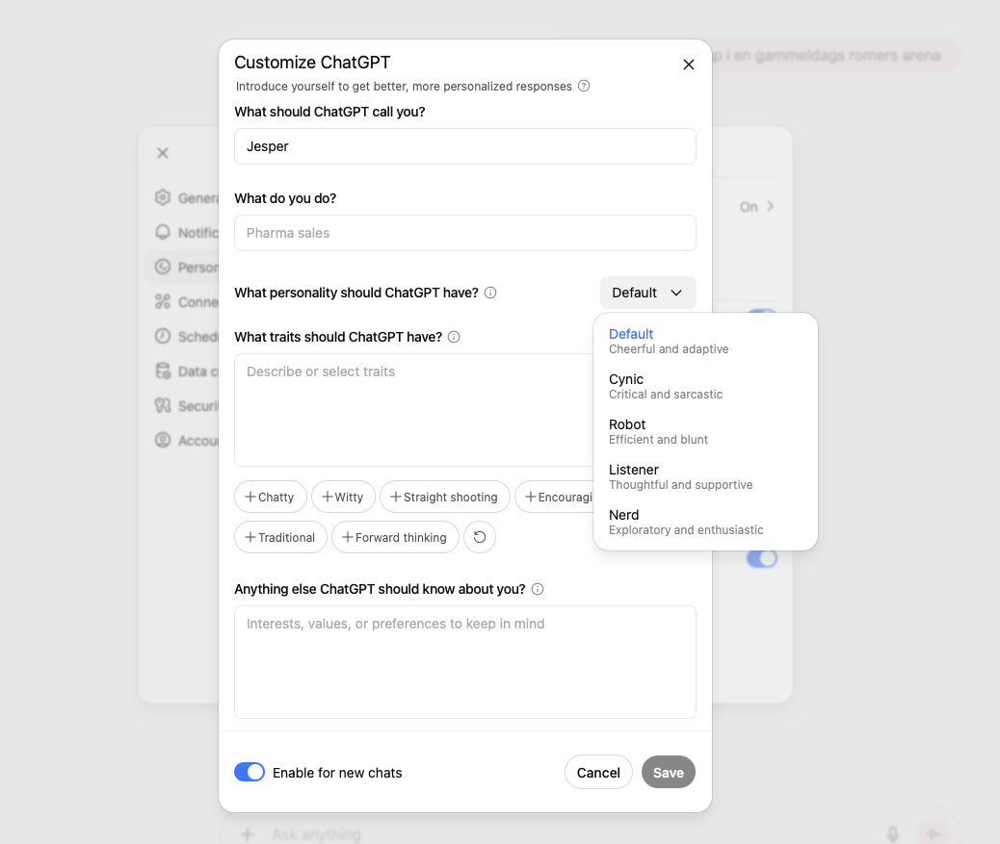 Customize ChatGPT
Introduce yourself to get better, more personalized responses
What should ChatGPT call you?
Jesper
What do you do?
Pharma sales
What personality should ChatGPT have?
Default
Default
Cheerful and adaptive
Cynic
Critical and sarcastic
Robot
Efficient and blunt
Listener
Thoughtful and supportive
Nerd
Exploratory and enthusiastic
What traits should ChatGPT have?
Describe or select traits
Chatty
Witty
Straight shooting
Encouragi
Traditional
Forward thinking
Anything else ChatGPT should know about you?
Interests, values, or preferences to keep in mind
Enable for new chats
Cancel
Save
i en gammeldags romers arena
Genera
Notific
Person
Conne
Sched
Data c
Securi
Accou
On
Ask anything